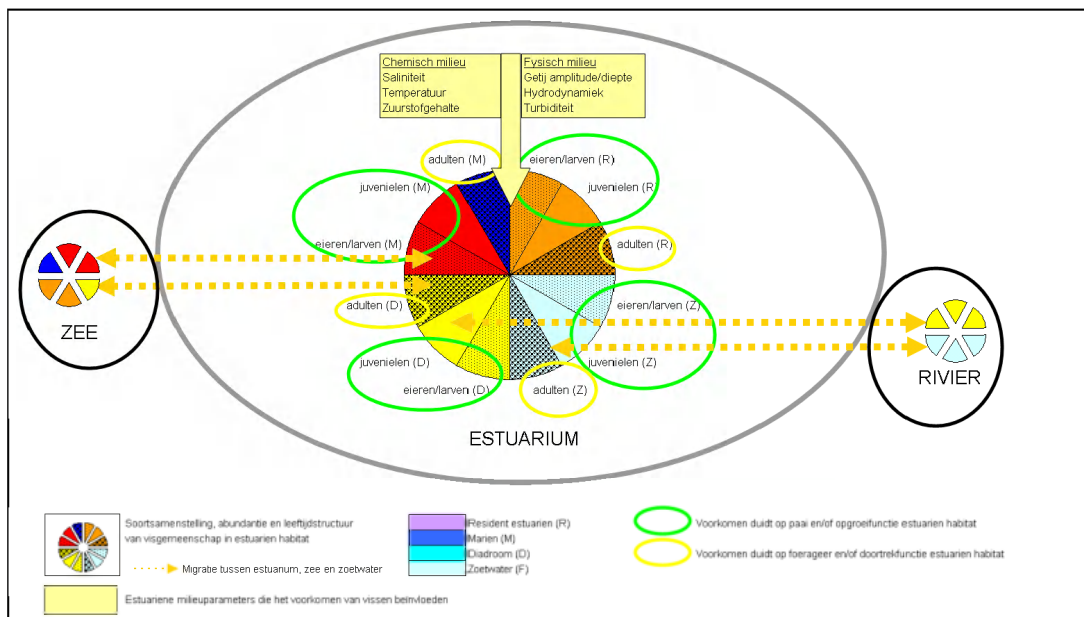 Chemisch milieu
Saliniteit
Temperatuur
Zuurstofgehalte
Fysisch milieu
Getij amplitude/diepte
Hydrodynamiek
Turbiditeit
adulten (M)
eieren/larven (R)
juvenielen (M)
juvenielen (R
eieren/larven (M)
adulten (R)
adulten (D)
eieren/larven (Z)
juvenielen (D)
juvenielen (Z)
eieren/larven (D)
adulten (Z)
ZEE
RIVIER
ESTUARIUM
Soortsamenstelling, abundantie en leeftijdstructuur
van visgemeenschap in estuarien habitat
Migratie tussen estuarium, zee en zoetwater
Estuariene milieuparameters die het voorkomen van vissen beïnvloeden
Resident estuarien (R)
Marien (M)
Diadroom (D)
Zoetwater (F)
Voorkomen duidt op paai en/of opgroeifunctie estuarien habitat
Voorkomen duidt op foerageer en/of doortrekfunctie estuarien habitat